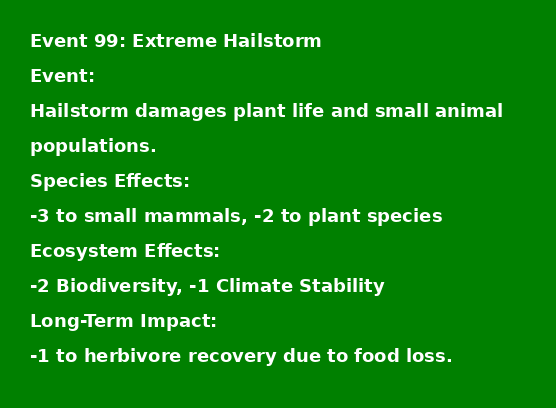 Event 99: Extreme Hailstorm
Event:
Hailstorm damages plant life and small animal
populations.
Species Effects:
-3 to small mammals, -2 to plant species
Ecosystem Effects:
-2 Biodiversity, -1 Climate Stability
Long-Term Impact:
-1 to herbivore recovery due to food loss.